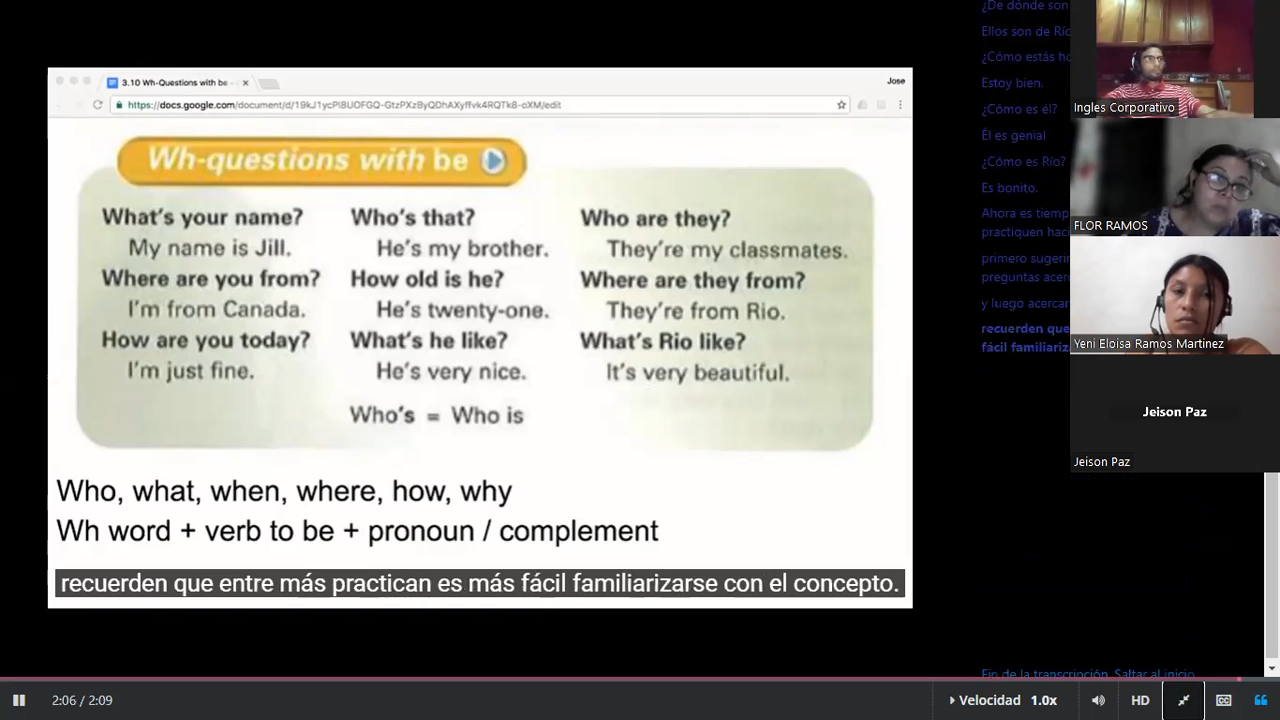 3.10 Wh-Questions with be -
Jose
https://docs.google.com/document/d/19kJ1ycPI8UOFGQ-GtzPXzByQDhAXyffvk4RQTk8-oXM/edit
Wh-questions with be
What's your name?
My name is Jill.
Where are you from?
I'm from Canada.
How are you today?
I'm just fine.
Who's that?
He's my brother.
How old is he?
He's twenty-one.
What's he like?
He's very nice.
Who's = Who is
Who are they?
They're my classmates.
Where are they from?
They're from Rio.
What's Rio like?
It's very beautiful.
Who, what, when, where, how, why
Wh word + verb to be + pronoun / complement
recuerden que entre más practican es más fácil familiarizarse con el concepto.
¿De dónde son
Ellos son de Río
¿Cómo estás ho
Estoy bien.
¿Cómo es él?
Él es genial
¿Cómo es Río?
Es bonito.
Ahora es tiemp
practiquen haci
primero sugerir
preguntas acer
y luego acercar
recuerden que
fácil familiariz
Fin de la transcripción. Saltar al inicio.
Ingles Corporativo
FLOR RAMOS
Yeni Eloisa Ramos Martinez
Jeison Paz
Jeison Paz
2:06 / 2:09
Velocidad 1.0x
HD
CC